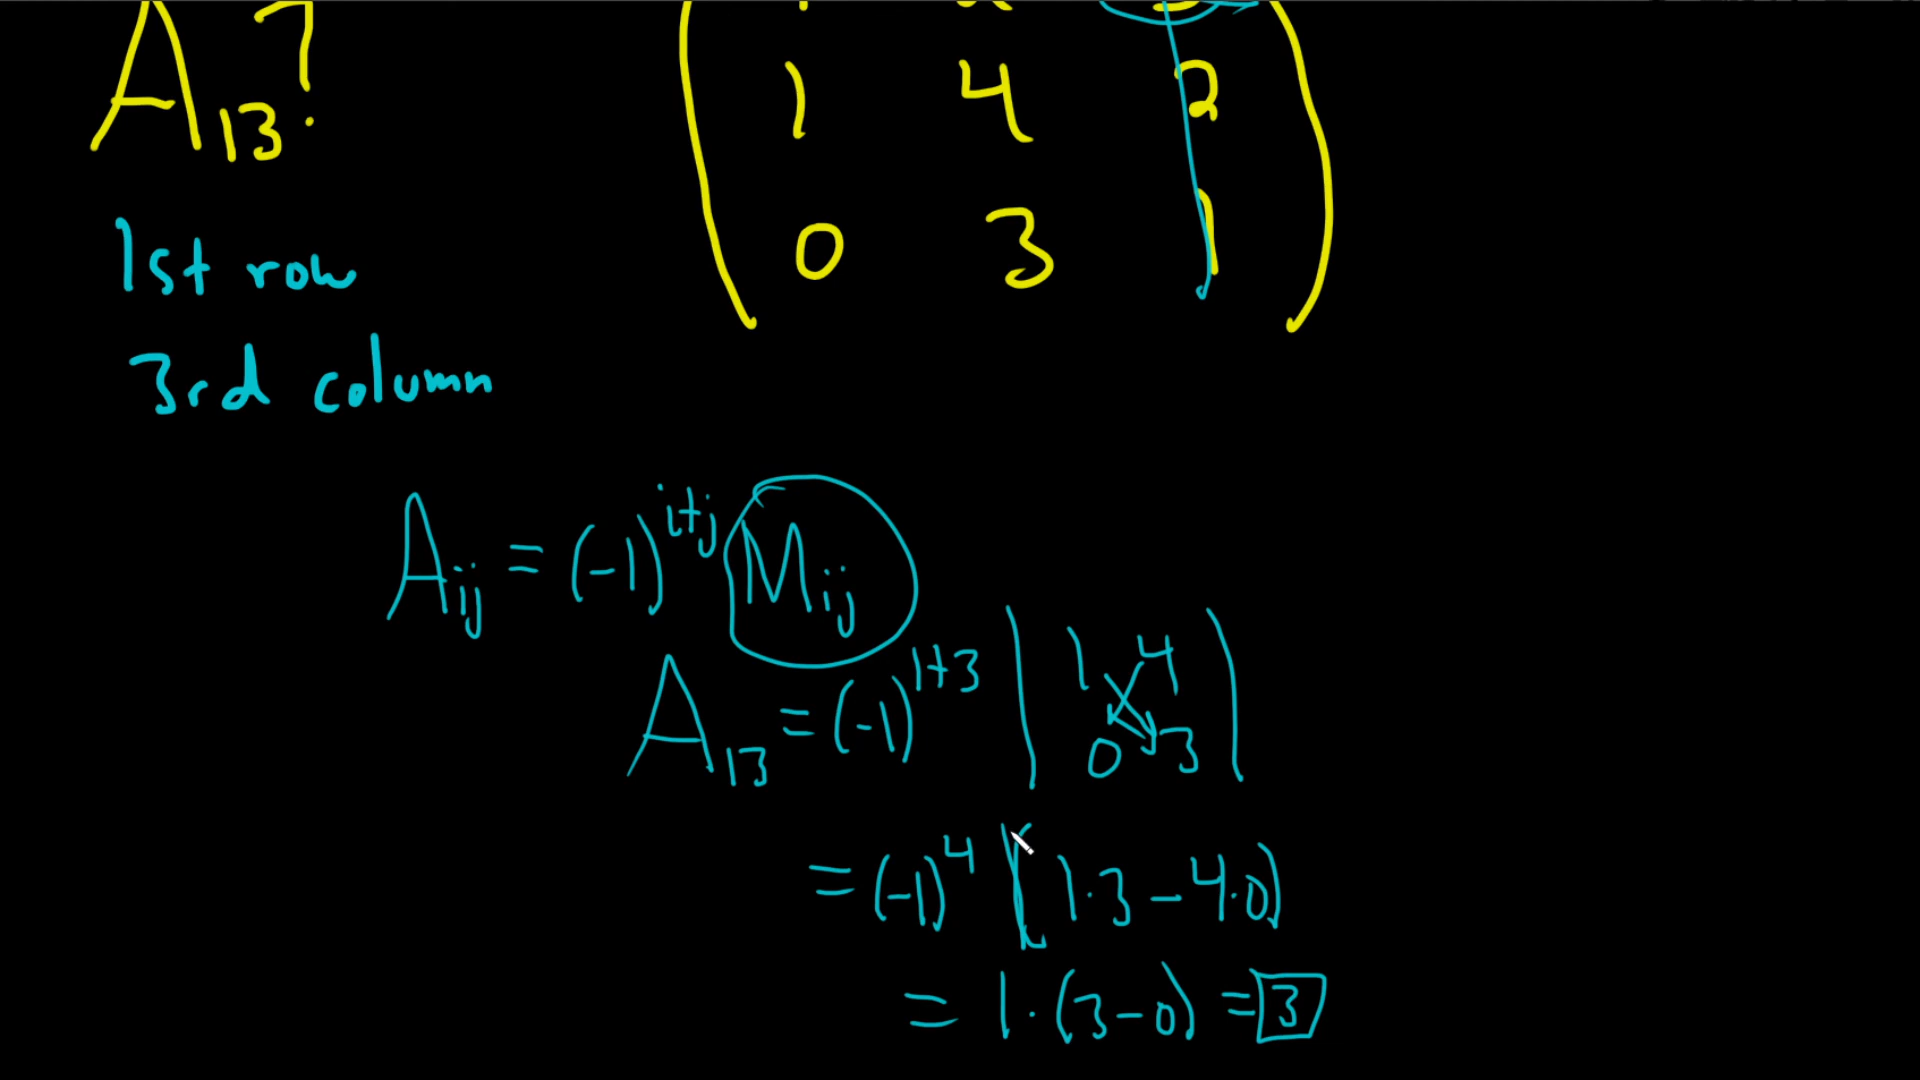 A₁₃?
1 4 2
0 3 1
1st row
3rd column
Aᵢⱼ = (-1)ⁱ⁺ʲ Mᵢⱼ
A₁₃ = (-1)¹⁺³ | 1 4 |
0 3
= (-1)⁴ ( 1·3 - 4·0)
= 1·(3-0) = 3